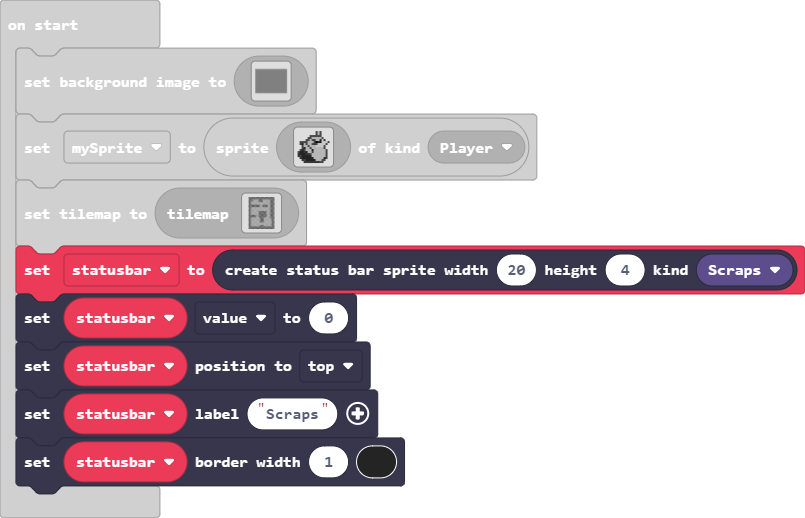 on start
set background image to
set mySprite to sprite of kind Player
set tilemap to tilemap
set statusbar to create status bar sprite width 20 height 4 kind Scraps
set statusbar value to 0
set statusbar position to top
set statusbar label "Scraps"
set statusbar border width 1